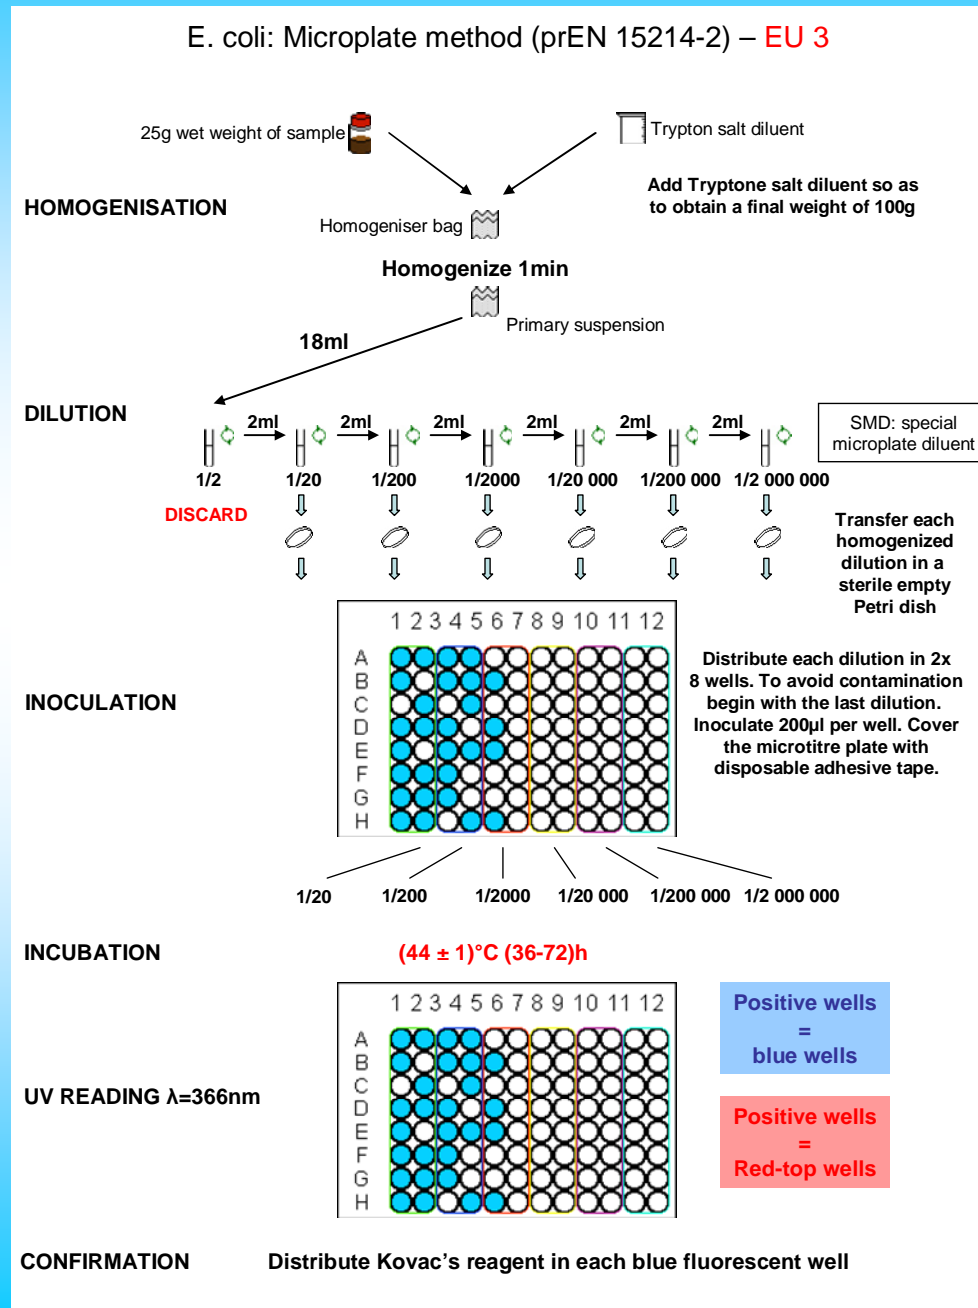 E. coli: Microplate method (prEN 15214-2) – EU 3
25g wet weight of sample
Trypton salt diluent
HOMOGENISATION
Add Tryptone salt diluent so as
to obtain a final weight of 100g
Homogeniser bag
Homogenize 1min
Primary suspension
18ml
DILUTION
2ml 2ml 2ml 2ml 2ml 2ml
SMD: special
microplate diluent
1/2 1/20 1/200 1/2000 1/20 000 1/200 000 1/2 000 000
DISCARD
Transfer each
homogenized
dilution in a
sterile empty
Petri dish
INOCULATION
1 2 3 4 5 6 7 8 9 10 11 12
A
B
C
D
E
F
G
H
Distribute each dilution in 2x
8 wells. To avoid contamination
begin with the last dilution.
Inoculate 200µl per well. Cover
the microtitre plate with
disposable adhesive tape.
1/20 1/200 1/2000 1/20 000 1/200 000 1/2 000 000
INCUBATION
(44 ± 1)°C (36-72)h
UV READING λ=366nm
1 2 3 4 5 6 7 8 9 10 11 12
A
B
C
D
E
F
G
H
Positive wells
=
blue wells
Positive wells
=
Red-top wells
CONFIRMATION
Distribute Kovac's reagent in each blue fluorescent well